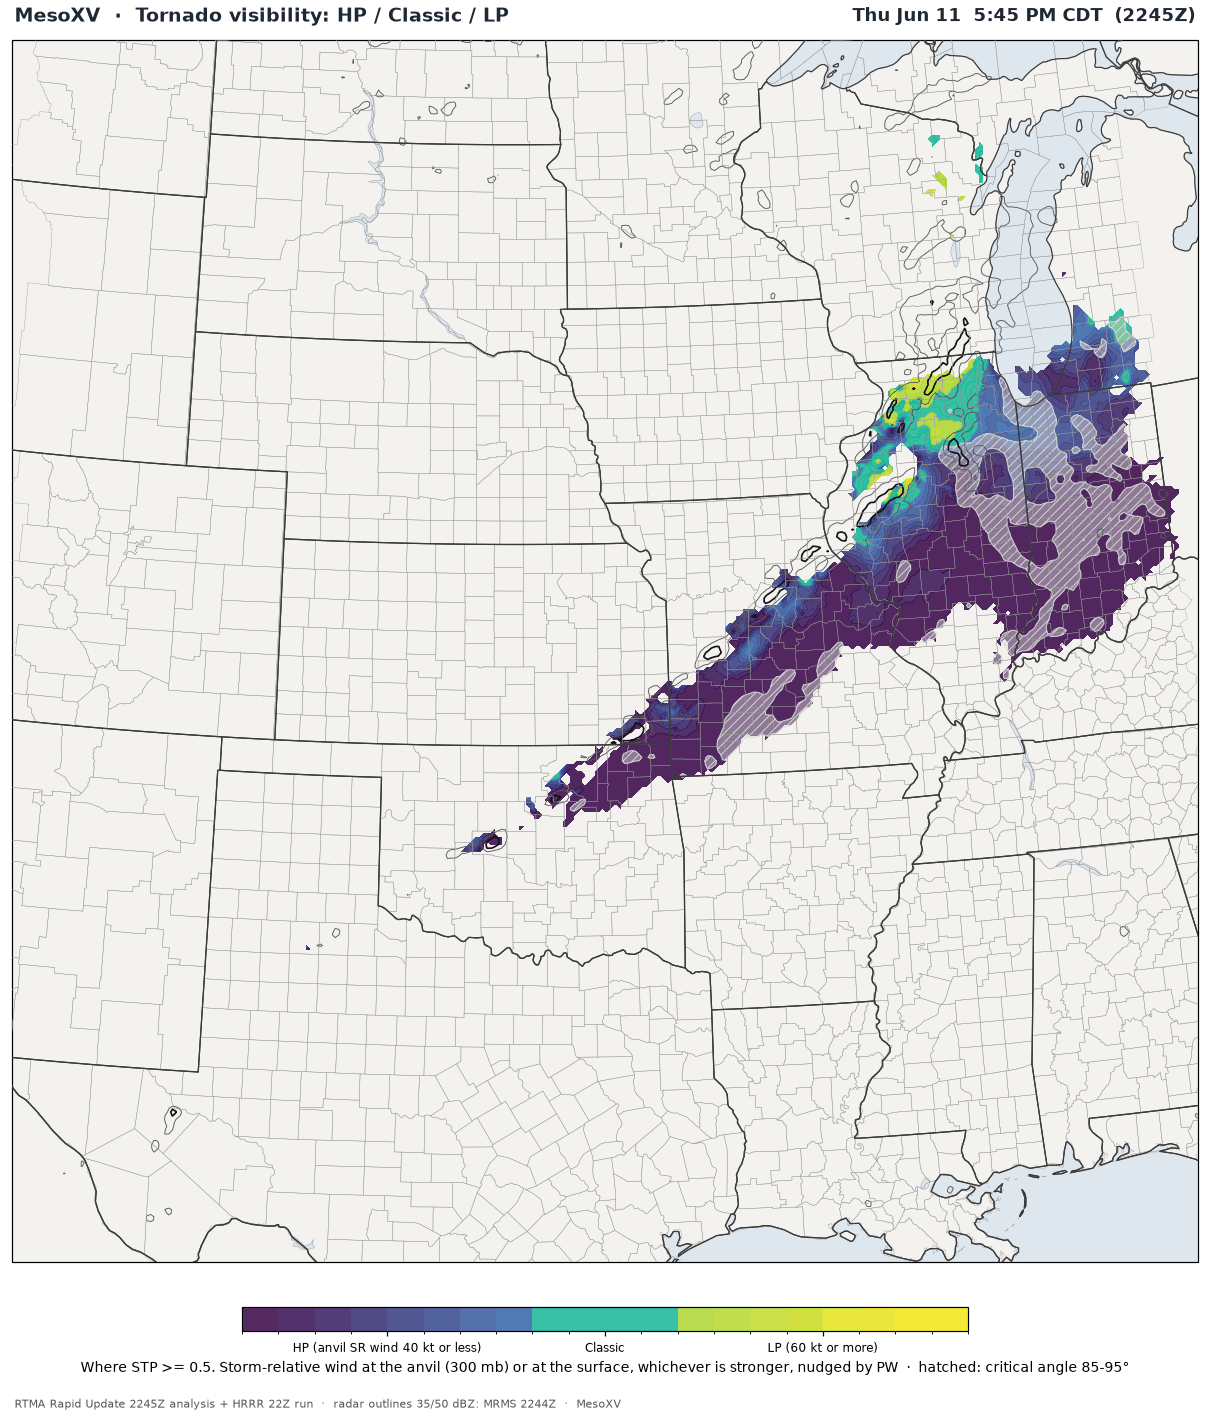 MesoXV · Tornado visibility: HP / Classic / LP
Thu Jun 11 5:45 PM CDT (2245Z)
HP (anvil SR wind 40 kt or less)
Classic
LP (60 kt or more)
Where STP >= 0.5. Storm-relative wind at the anvil (300 mb) or at the surface, whichever is stronger, nudged by PW · hatched: critical angle 85-95°
RTMA Rapid Update 2245Z analysis + HRRR 22Z run · radar outlines 35/50 dBZ: MRMS 2244Z · MesoXV